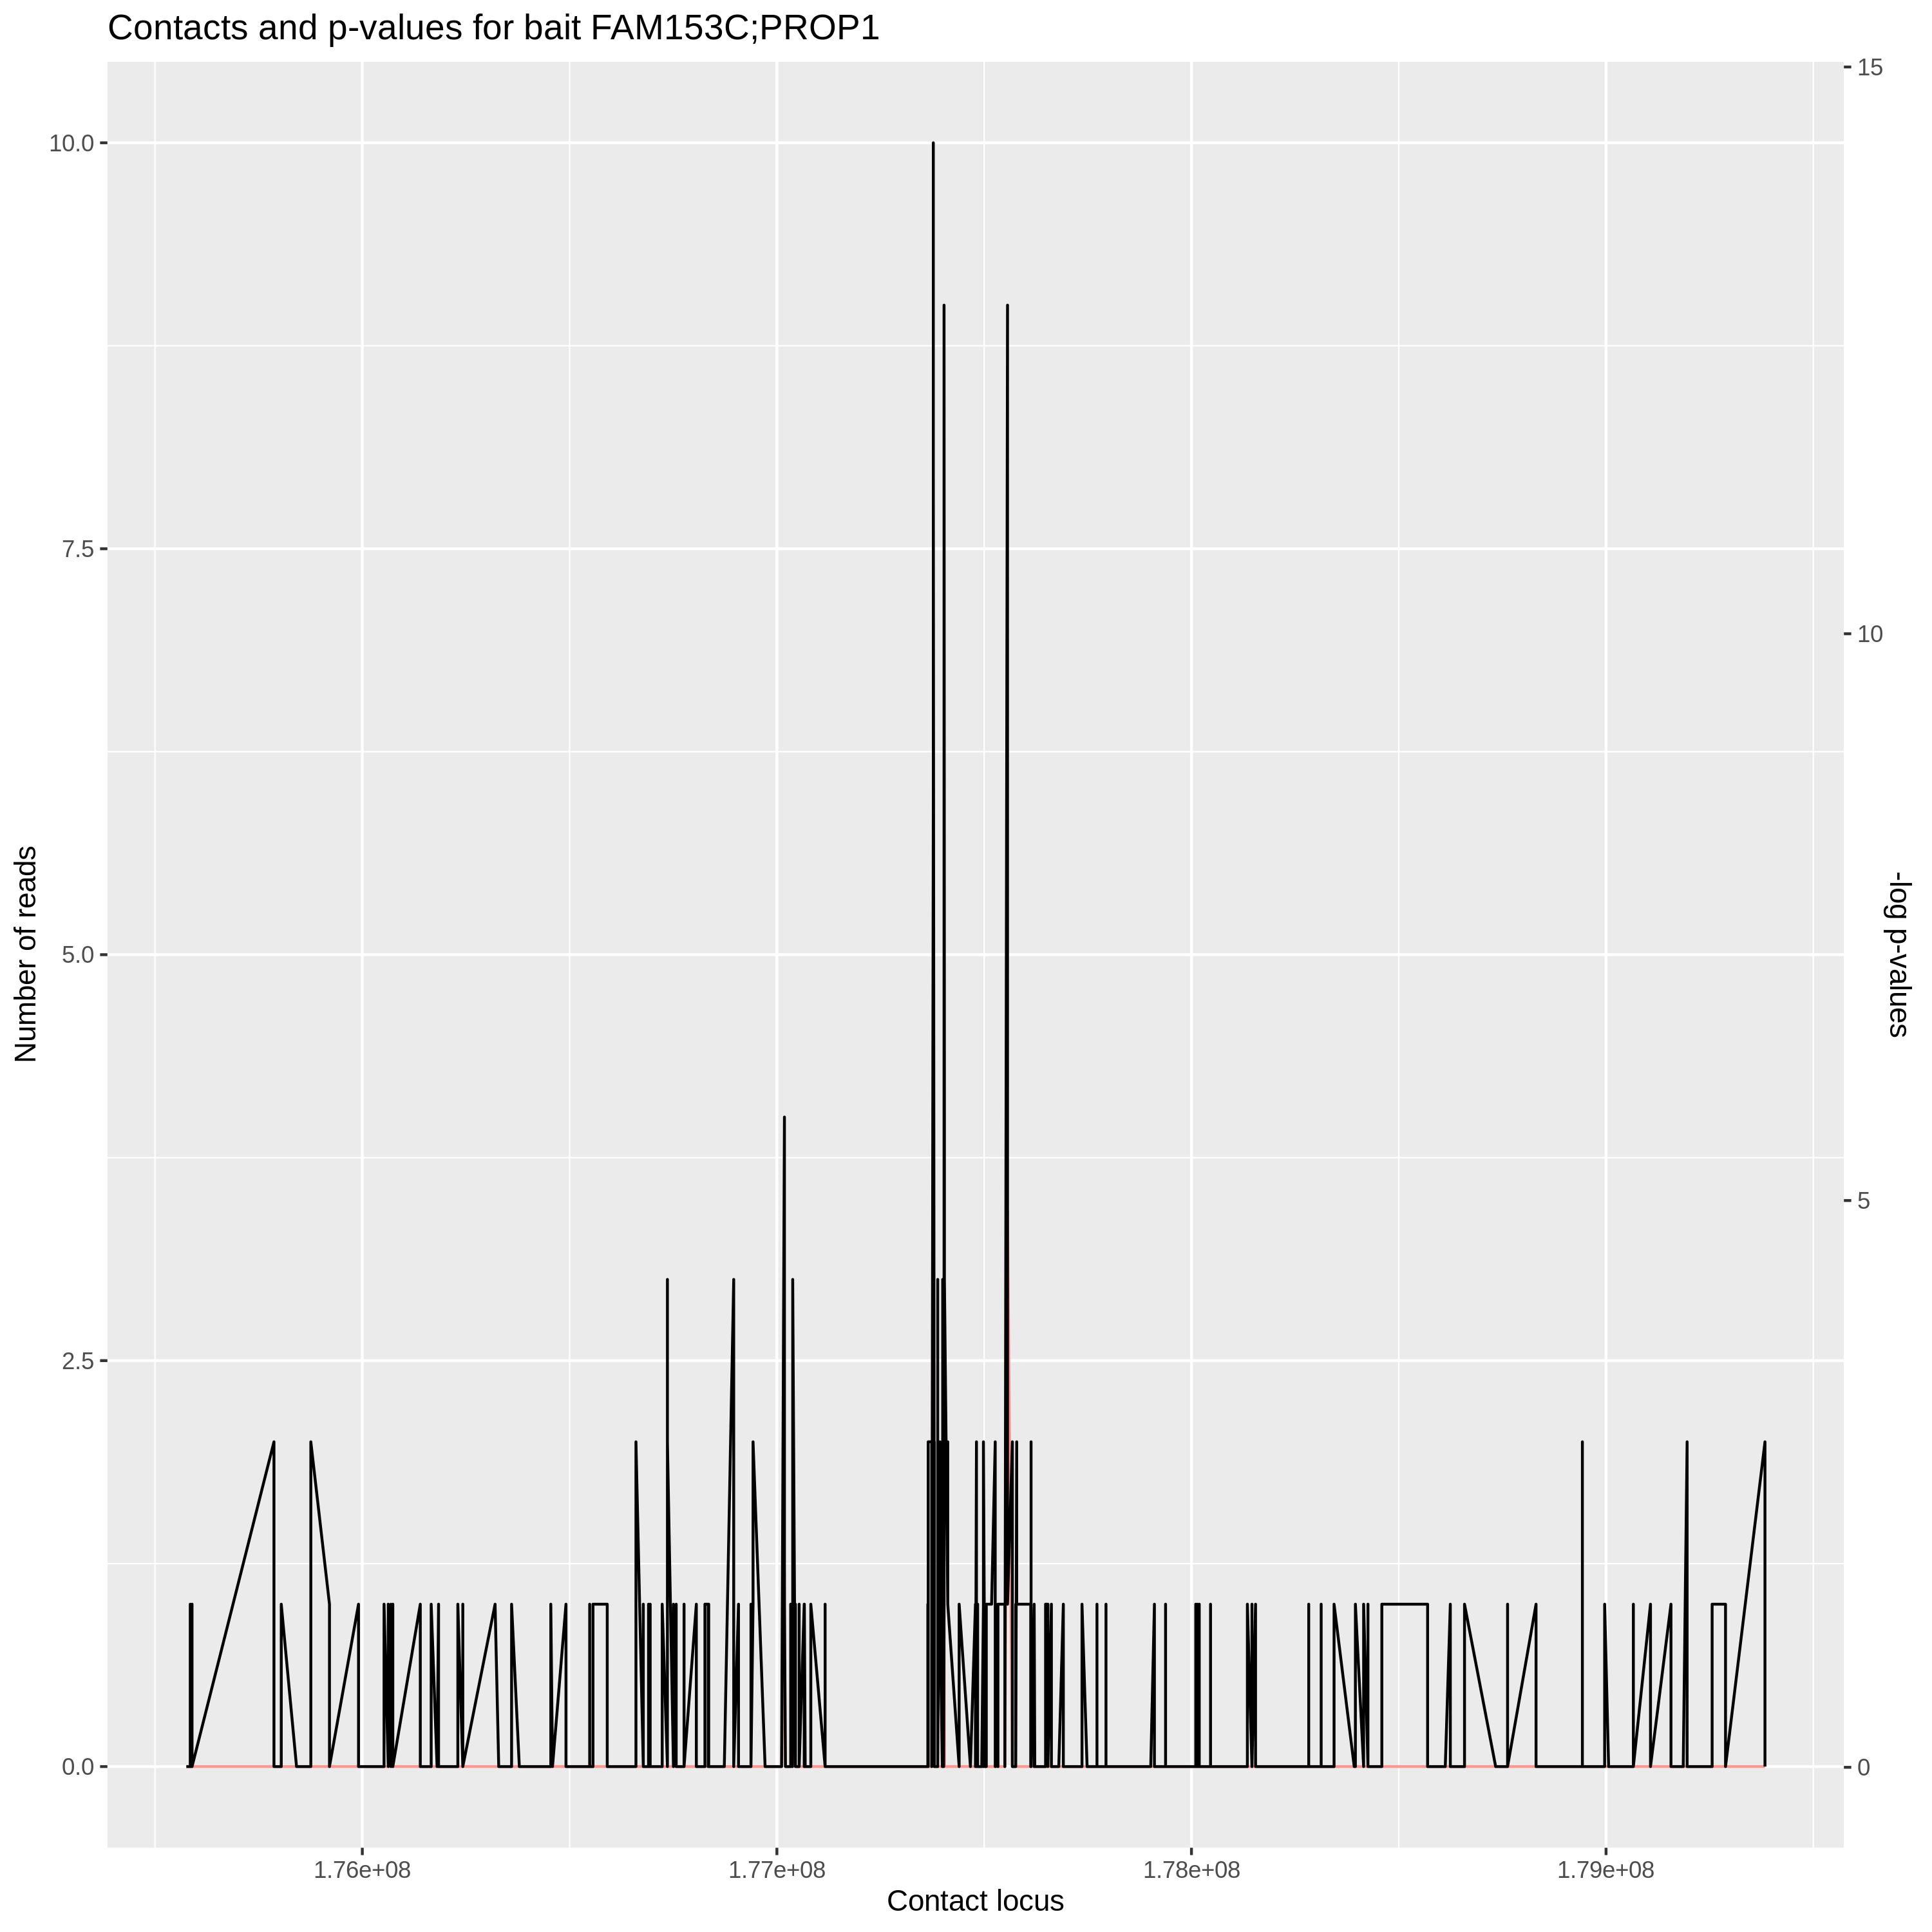 Contacts and p-values for bait FAM153C;PROP1
15
10.0
7.5
10
5.0
5
2.5
0.0
0
Number of reads
-log p-values
1.76e+08
1.77e+08
1.78e+08
1.79e+08
Contact locus